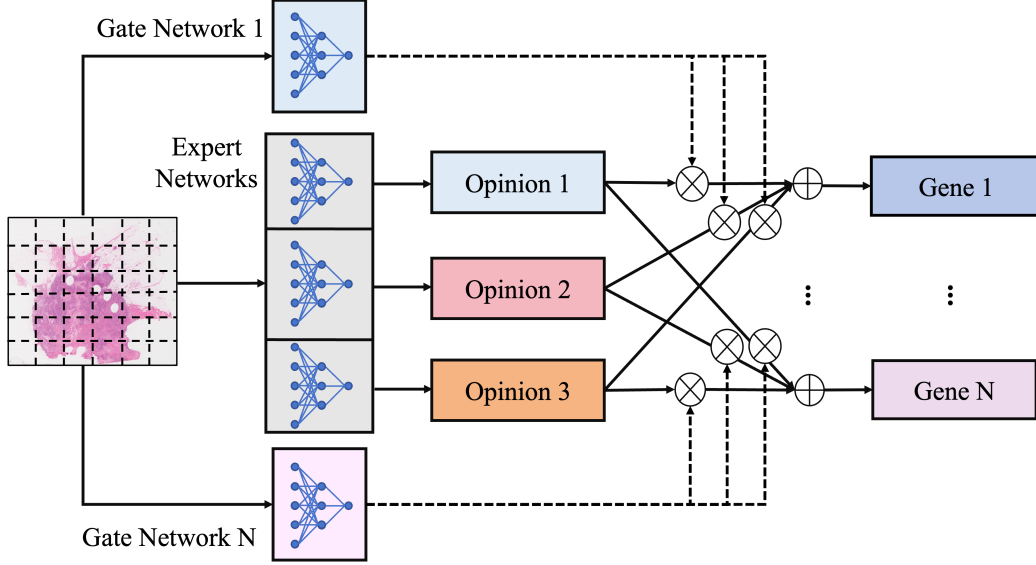 Gate Network 1
Expert
Networks
Opinion 1
Gene 1
Opinion 2
Opinion 3
Gene N
Gate Network N